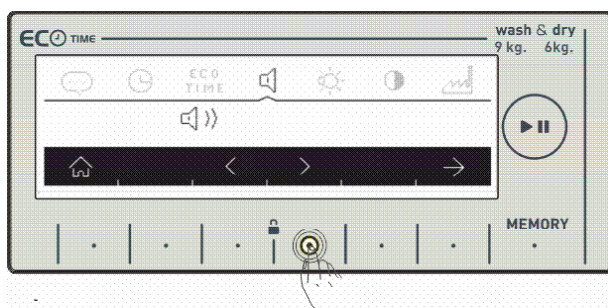 ECO TIME
wash & dry
9 kg. 6kg.
ECO
TIME
MEMORY